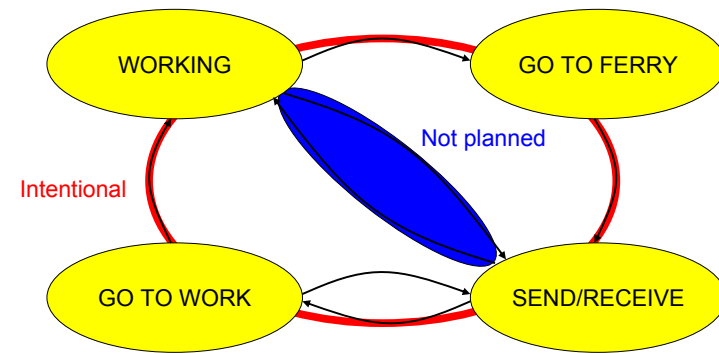 WORKING
GO TO FERRY
Not planned
Intentional
GO TO WORK
SEND/RECEIVE